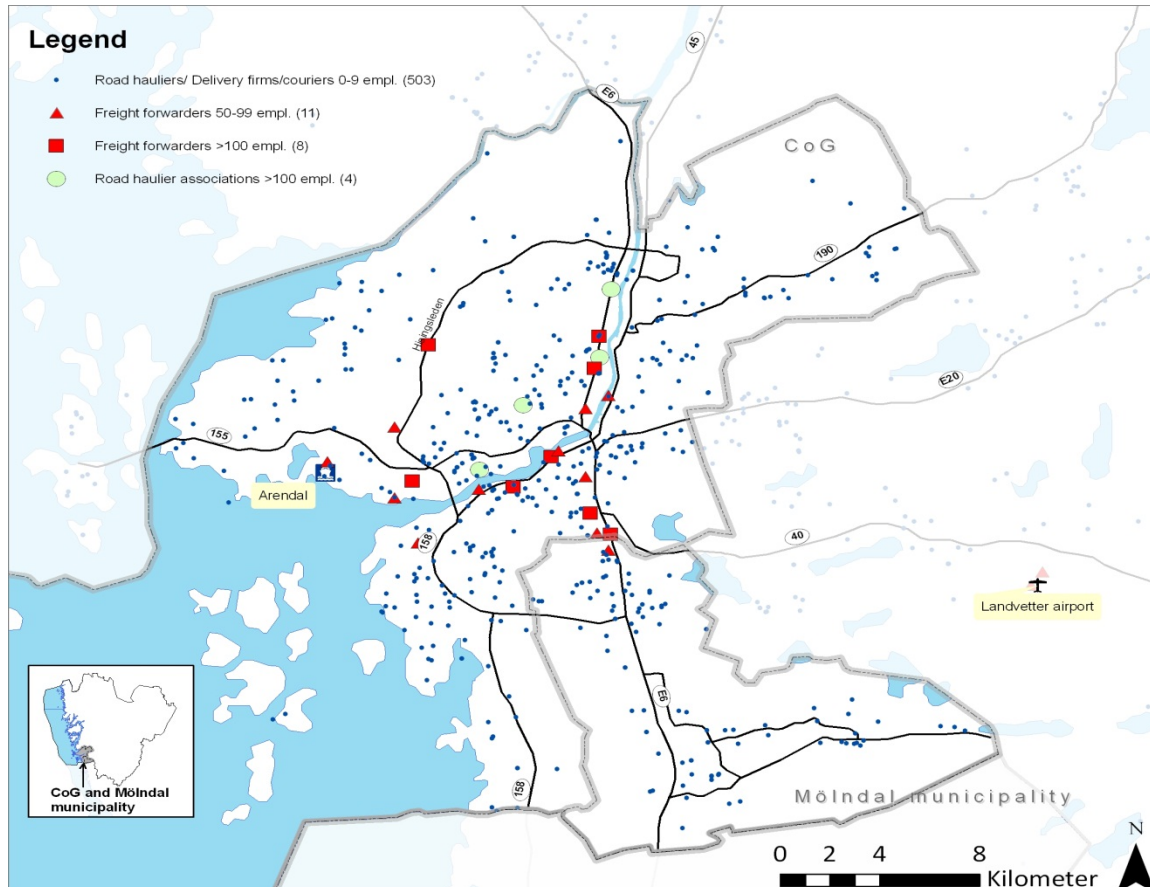 Legend
Road hauliers/ Delivery firms/couriers 0-9 empl. (503)
Freight forwarders 50-99 empl. (11)
Freight forwarders >100 empl. (8)
Road haulier associations >100 empl. (4)
45
E6
CoG
190
Hisingsleden
E20
155
Arendal
158
40
Landvetter airport
E6
158
CoG and Mölndal
municipality
Mölndal municipality
N
0 2 4 8
Kilometer